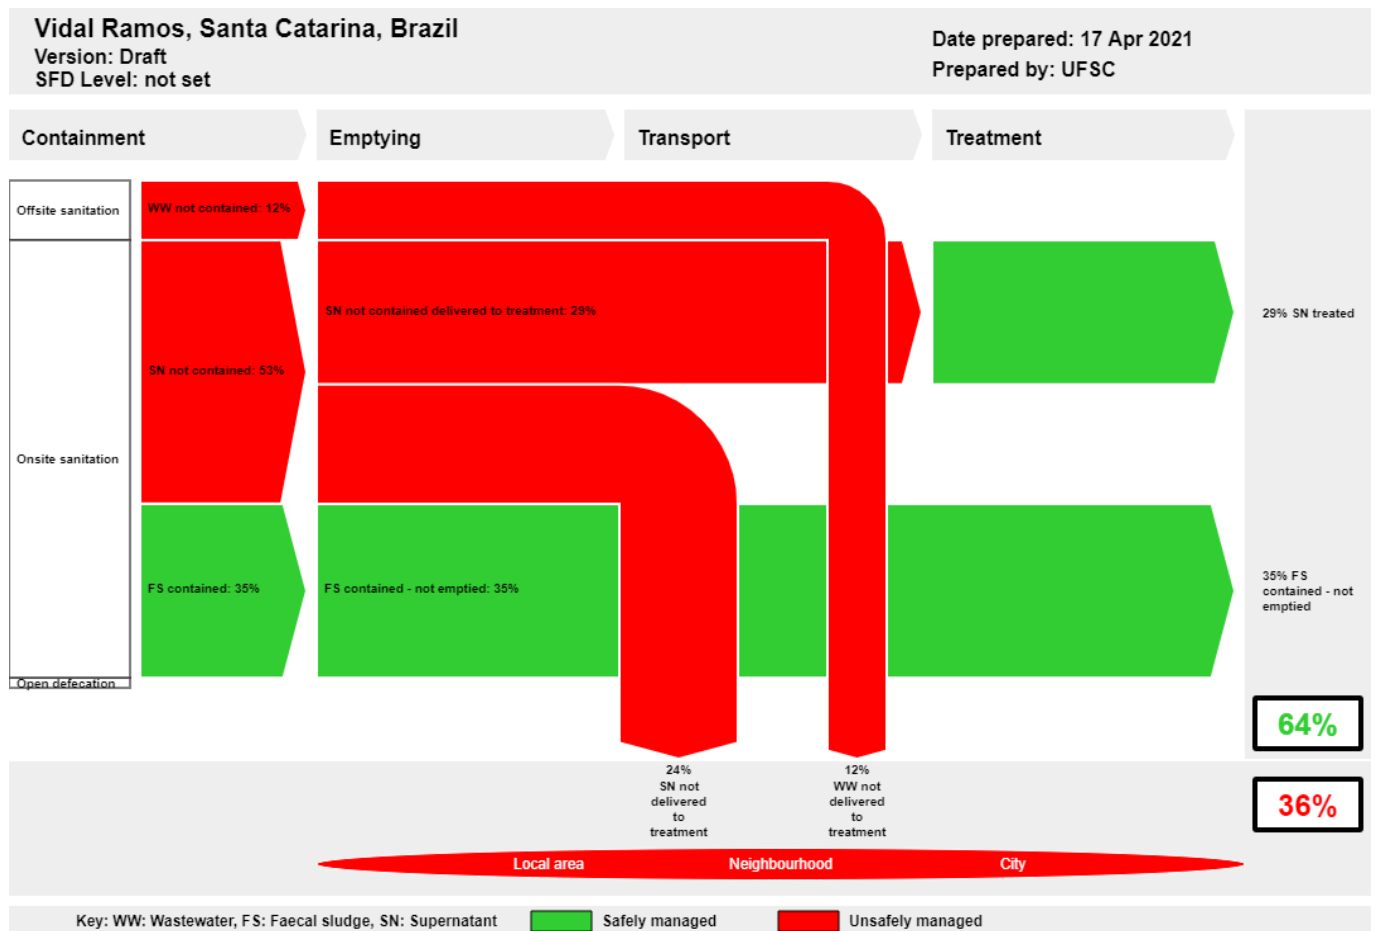 Vidal Ramos, Santa Catarina, Brazil
Version: Draft
SFD Level: not set
Date prepared: 17 Apr 2021
Prepared by: UFSC
Containment
Emptying
Transport
Treatment
Offsite sanitation
WW not contained: 12%
SN not contained delivered to treatment: 29%
29% SN treated
SN not contained: 53%
Onsite sanitation
FS contained: 35%
FS contained - not emptied: 35%
35% FS
contained - not
emptied
Open defecation
64%
24%
SN not
delivered
to
treatment
12%
WW not
delivered
to
treatment
36%
Local area
Neighbourhood
City
Key: WW: Wastewater, FS: Faecal sludge, SN: Supernatant
Safely managed
Unsafely managed